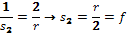 1/s₂ = 2/r → s₂ = r/2 = f